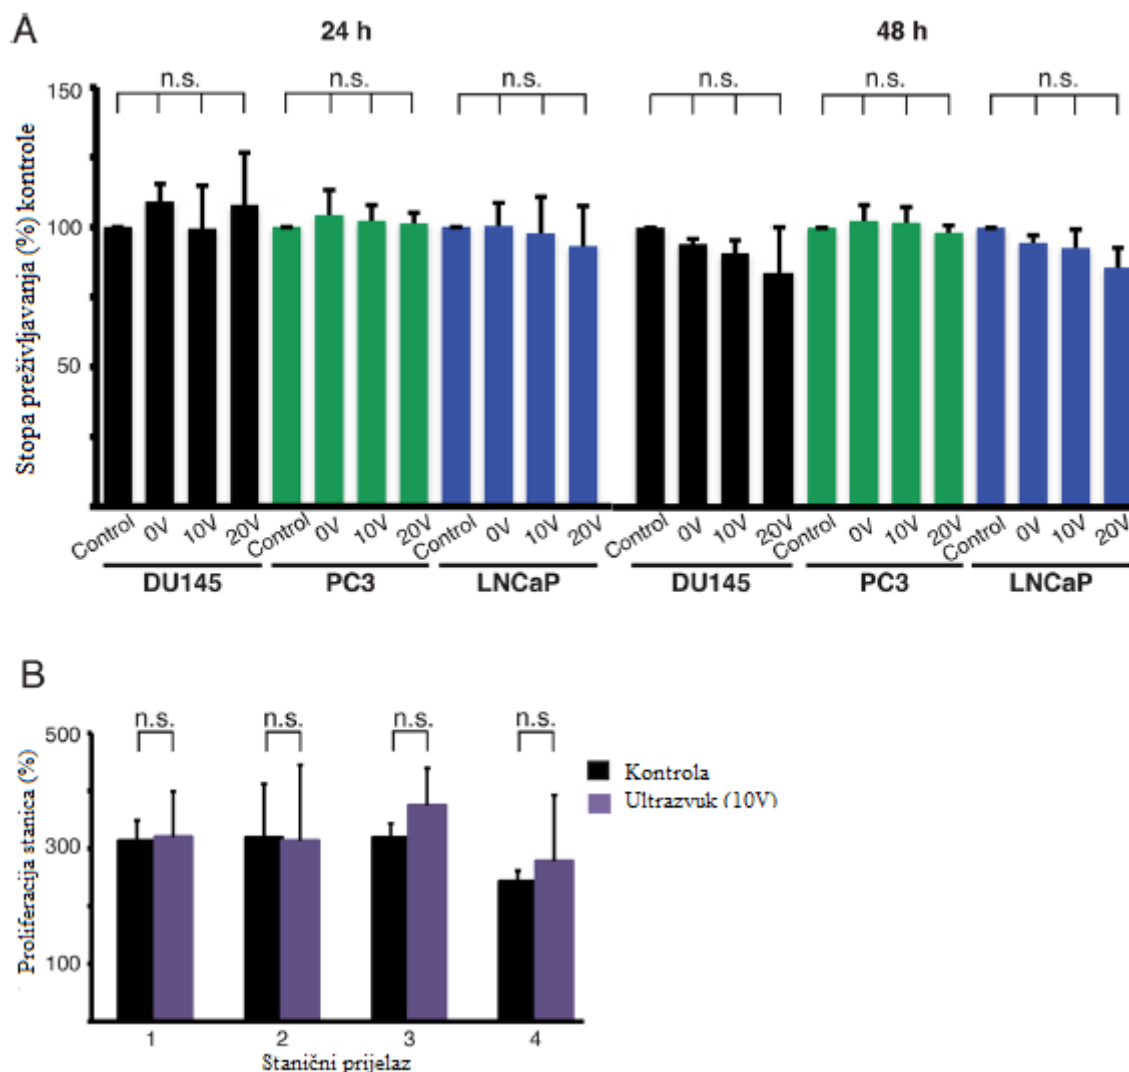 A
24 h
48 h
n.s. n.s. n.s. n.s. n.s. n.s.
Stopa preživljavanja (%) kontrole
150
100
50
Control 0V 10V 20V Control 0V 10V 20V Control 0V 10V 20V Control 0V 10V 20V Control 0V 10V 20V Control 0V 10V 20V
DU145 PC3 LNCaP DU145 PC3 LNCaP
B
n.s. n.s. n.s. n.s.
Proliferacija stanica (%)
500
300
100
Kontrola
Ultrazvuk (10V)
1 2 3 4
Stanični prijelaz